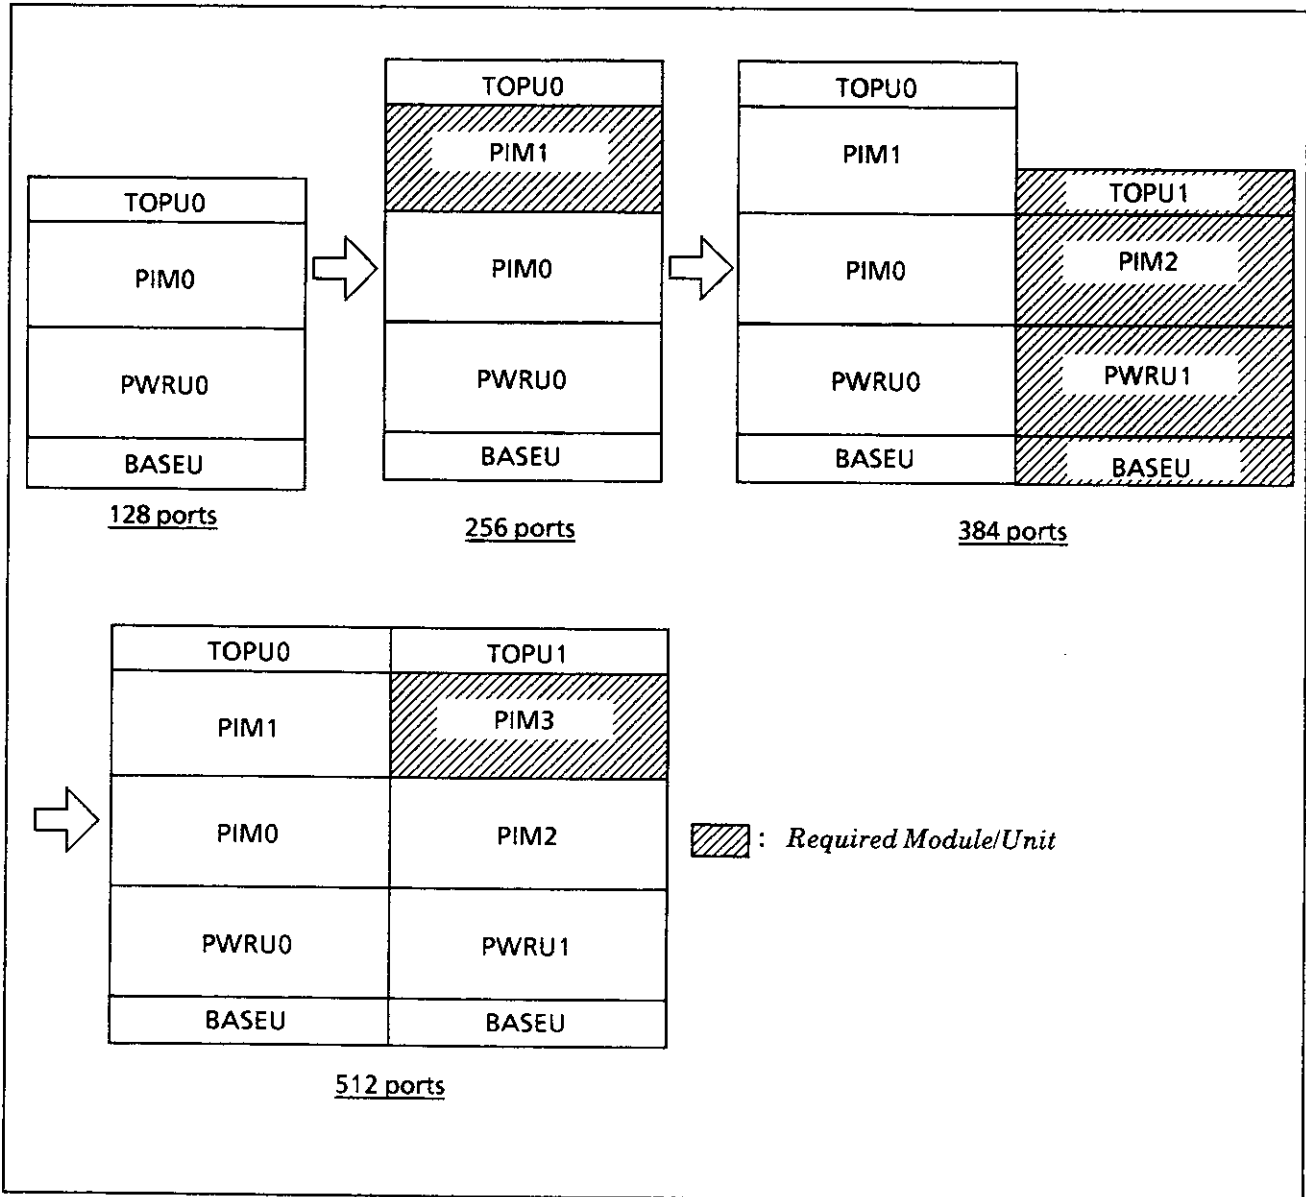 TOPU0
PIM0
PWRU0
BASEU
128 ports
TOPU0
PIM1
PIM0
PWRU0
BASEU
256 ports
TOPU0
PIM1
PIM0
PWRU0
BASEU
TOPU1
PIM2
PWRU1
BASEU
384 ports
TOPU0
PIM1
PIM0
PWRU0
BASEU
TOPU1
PIM3
PIM2
PWRU1
BASEU
512 ports
: Required Module/Unit